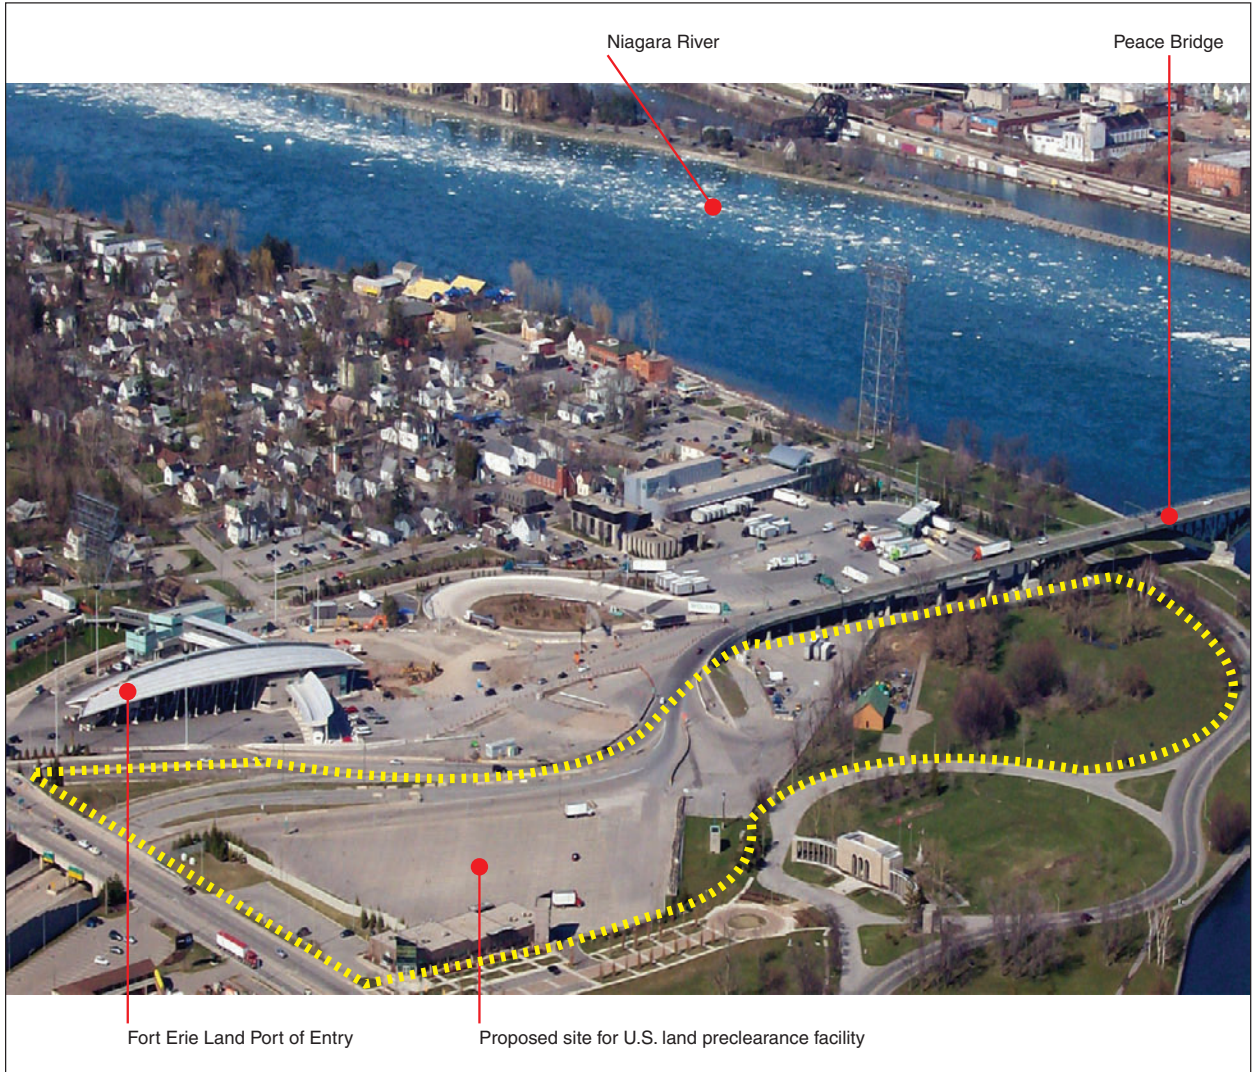 Niagara River
Peace Bridge
Fort Erie Land Port of Entry
Proposed site for U.S. land preclearance facility